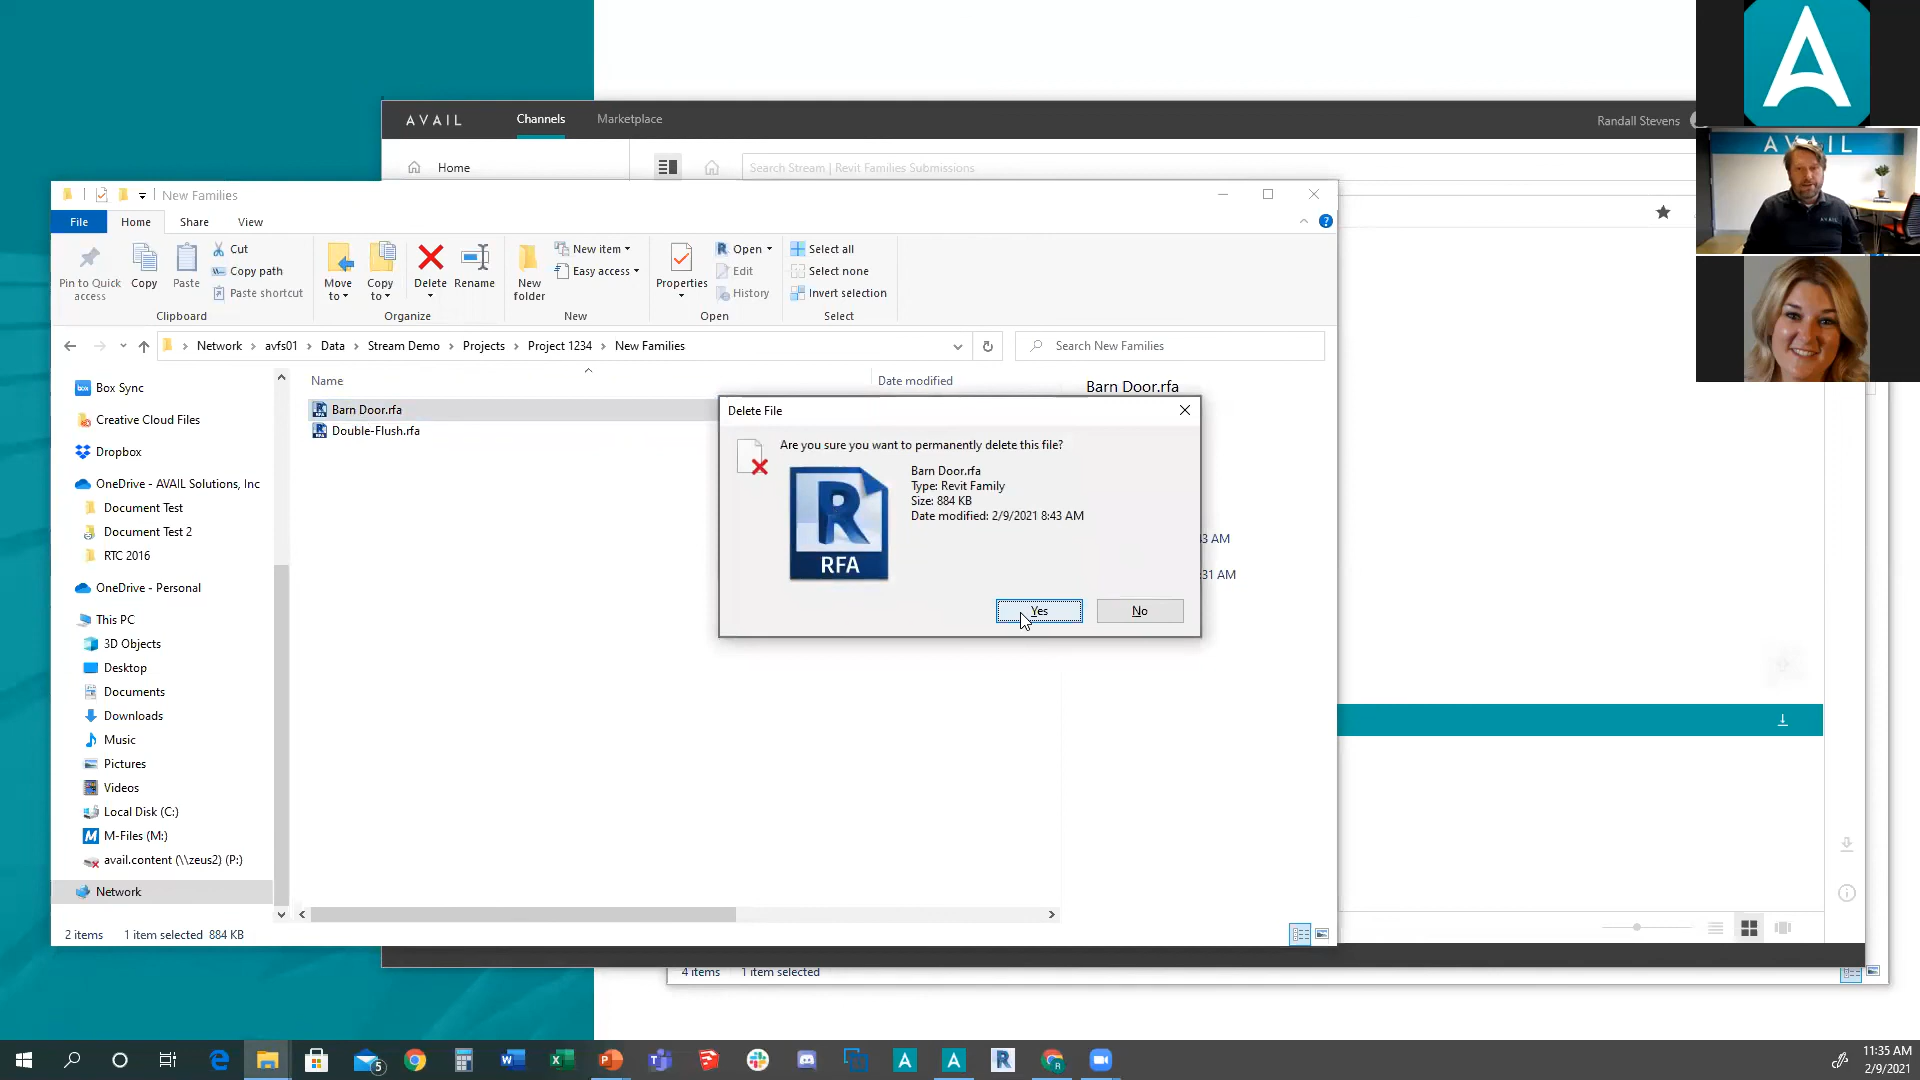 AVAIL
Channels
Marketplace
Randall Stevens
AVAIL
Home
Search Stream | Revit Families Submissions
New Families
File
Home
Share
View
Pin to Quick access
Copy
Paste
Cut
Copy path
Paste shortcut
Clipboard
Move to
Copy to
Delete
Rename
Organize
New folder
New item
Easy access
New
Properties
Open
Edit
History
Open
Select all
Select none
Invert selection
Select
Network > avfs01 > Data > Stream Demo > Projects > Project 1234 > New Families
Search New Families
Box Sync
Creative Cloud Files
Dropbox
OneDrive - AVAIL Solutions, Inc
Document Test
Document Test 2
RTC 2016
OneDrive - Personal
This PC
3D Objects
Desktop
Documents
Downloads
Music
Pictures
Videos
Local Disk (C:)
M-Files (M:)
avail.content (\\zeus2) (P:)
Network
Name
Date modified
Barn Door.rfa
Double-Flush.rfa
Barn Door.rfa
Delete File
Are you sure you want to permanently delete this file?
Barn Door.rfa
Type: Revit Family
Size: 884 KB
Date modified: 2/9/2021 8:43 AM
RFA
Yes
No
3 AM
:31 AM
2 items
1 item selected 884 KB
4 items
1 item selected
5
11:35 AM
2/9/2021